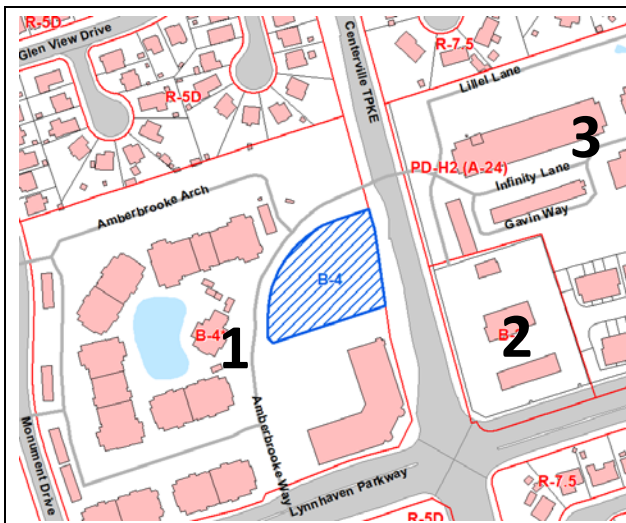 R-5D
Glen View Drive
R-5D
Centerville TPKE
R-7.5
Lillel Lane
3
PD-H2 (A-24)
Infinity Lane
Gavin Way
Amberbrooke Arch
B-4
B-4
1
B-
2
Monument Drive
Amberbrooke Way
Lynnhaven Parkway
R-7.5
R-5D